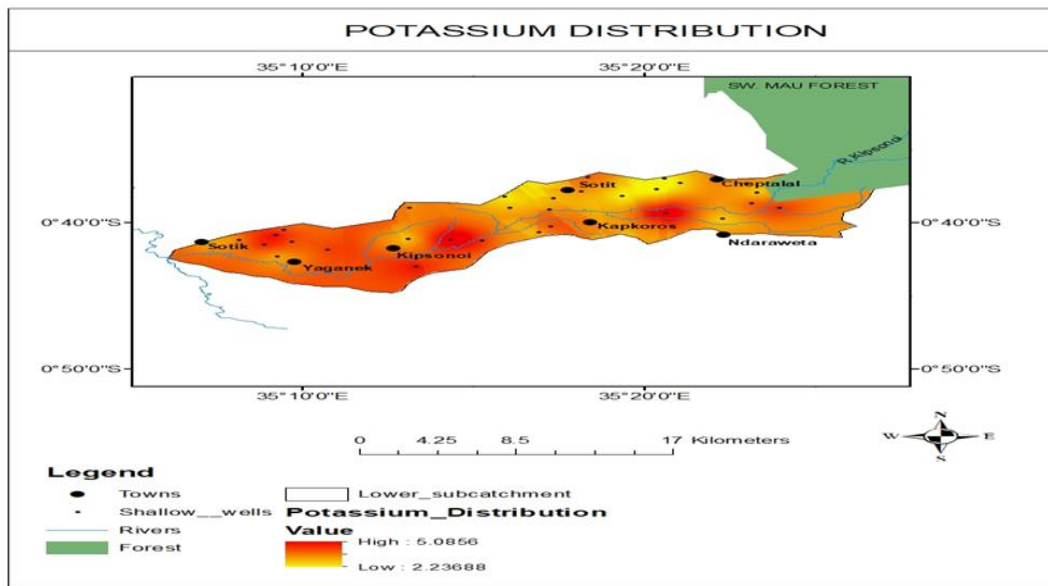 POTASSIUM DISTRIBUTION
35°10'0"E 35°20'0"E
SW. MAU FOREST
R.Kipsonoi
Sotit
Cheptalal
0°40'0"S 0°40'0"S
Sotik
Kapkoros
Ndaraweta
Kipsonoi
Yaganek
0°50'0"S 0°50'0"S
35°10'0"E 35°20'0"E
0 4.25 8.5 17 Kilometers
N
W E
S
Legend
Towns
Shallow__wells
Rivers
Forest
Lower_subcatchment
Potassium_Distribution
Value
High : 5.0856
Low : 2.23688